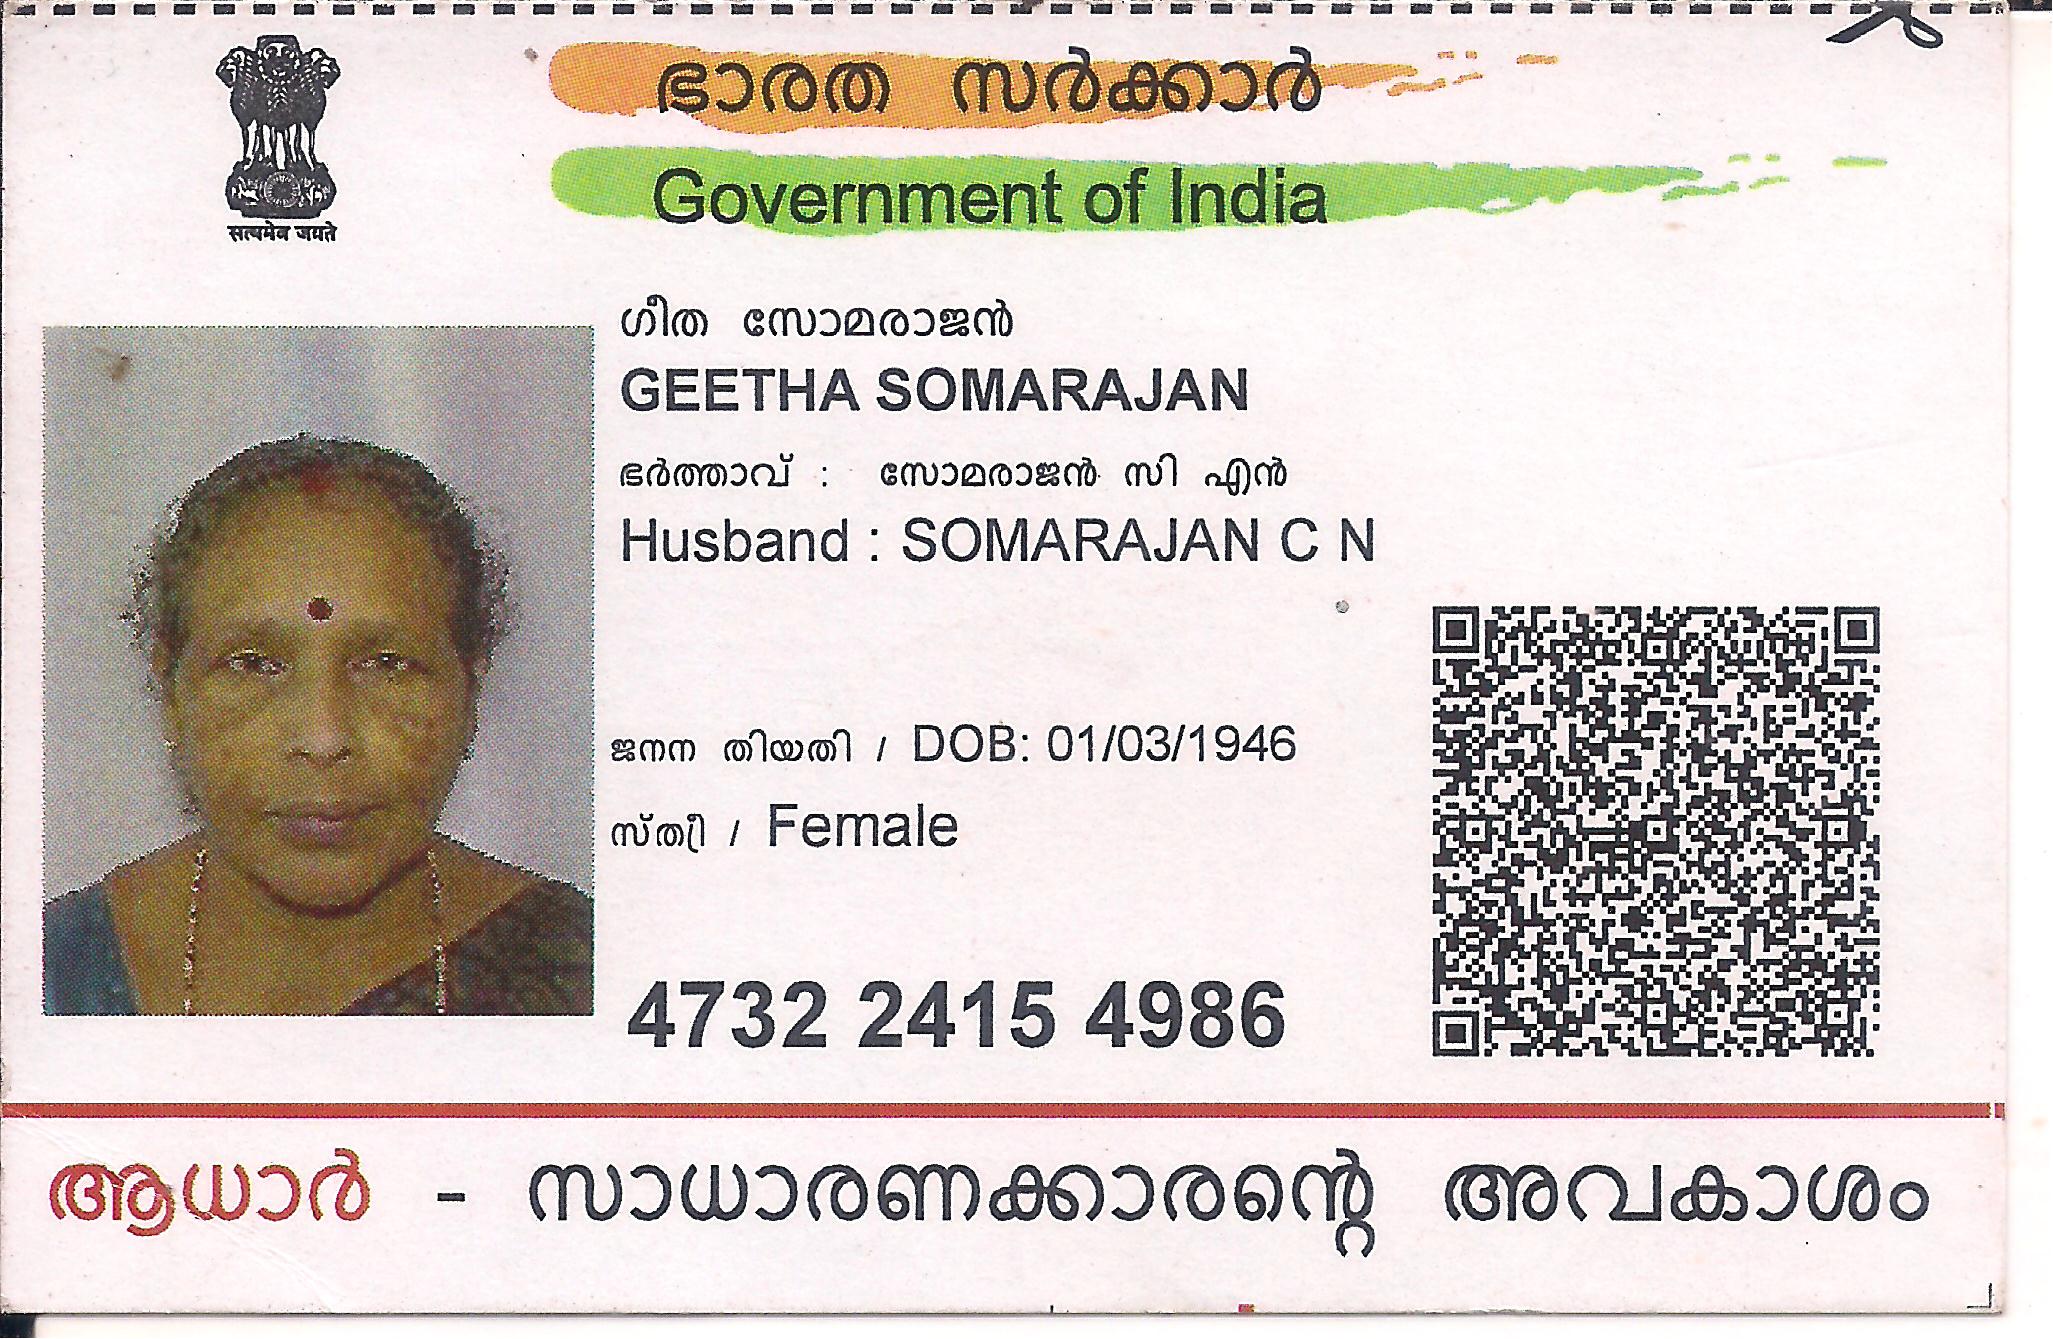 भारത സർക്കാർ
Government of India
सत्यमेव जयते
ഗീത സോമരാജൻ
GEETHA SOMARAJAN
ഭർത്താവ് : സോമരാജൻ സി എൻ
Husband : SOMARAJAN C N
ജനന തിയതി / DOB: 01/03/1946
സ്ത്രീ / Female
4732 2415 4986
ആധാർ - സാധാരണക്കാരന്റെ അവകാശം